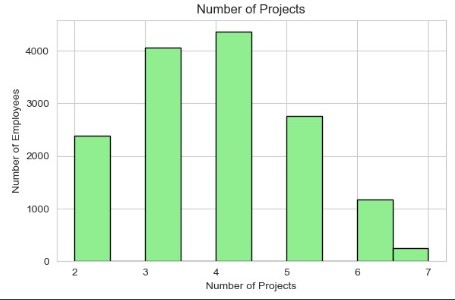 Number of Projects
4000
3000
2000
1000
0
Number of Employees
2 3 4 5 6 7
Number of Projects